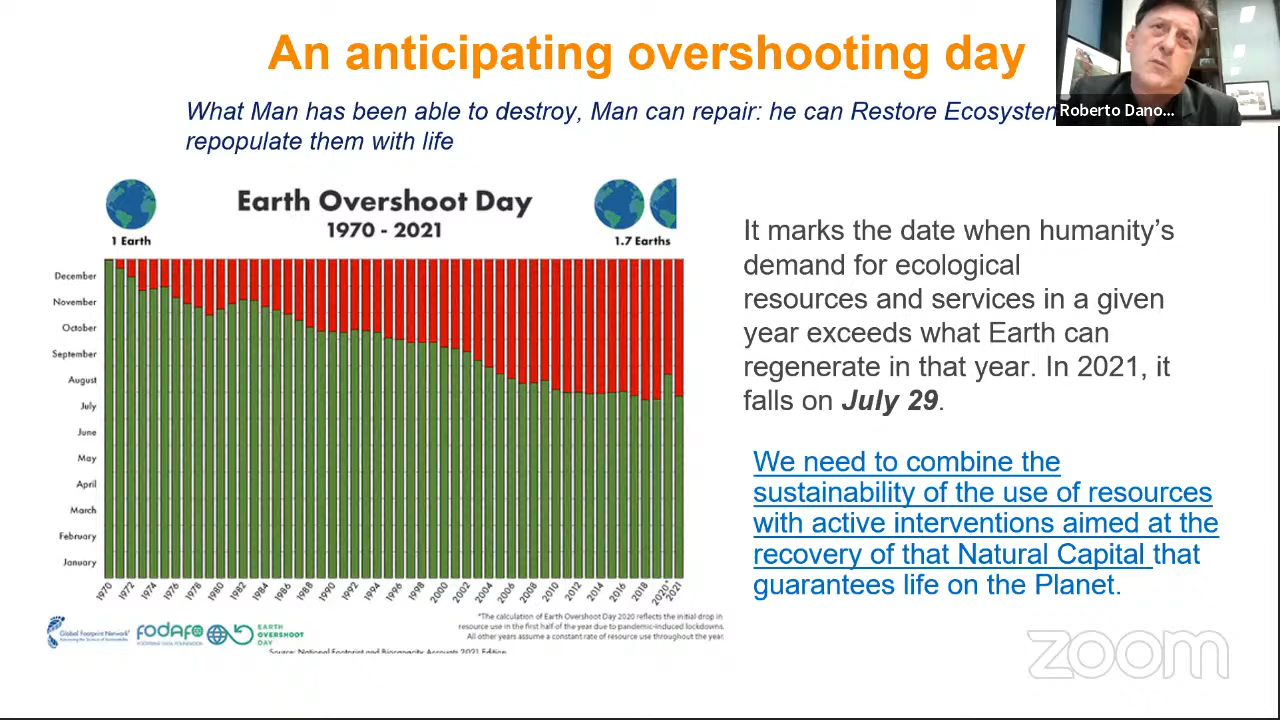 An anticipating overshooting day
What Man has been able to destroy, Man can repair: he can Restore Ecosystem
repopulate them with life
Roberto Dano...
Earth Overshoot Day
1970 - 2021
1 Earth
1.7 Earths
December
November
October
September
August
July
June
May
April
March
February
January
1970 1972 1974 1976 1978 1980 1982 1984 1986 1988 1990 1992 1994 1996 1998 2000 2002 2004 2006 2008 2010 2012 2014 2016 2018 2020* 2021
Global Footprint Network
Advancing the Science of Sustainability
FODAFO
FOOTPRINT DATA FOUNDATION
EARTH
OVERSHOOT
DAY
*The calculation of Earth Overshoot Day 2020 reflects the initial drop in
resource use in the first half of the year due to pandemic-induced lockdowns.
All other years assume a constant rate of resource use throughout the year.
Source: National Footprint and Biocapacity Accounts 2021 Edition
It marks the date when humanity’s
demand for ecological
resources and services in a given
year exceeds what Earth can
regenerate in that year. In 2021, it
falls on July 29.
We need to combine the
sustainability of the use of resources
with active interventions aimed at the
recovery of that Natural Capital that
guarantees life on the Planet.
zoom